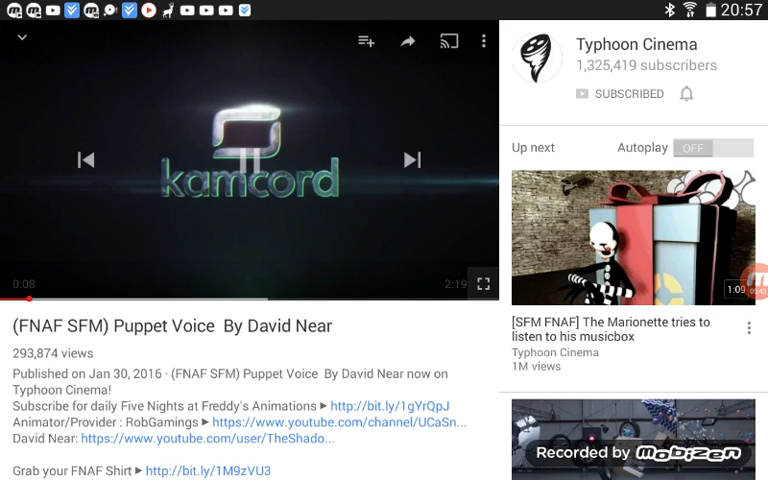 20:57
kamcord
0:08
2:19
(FNAF SFM) Puppet Voice By David Near
293,874 views
Published on Jan 30, 2016 · (FNAF SFM) Puppet Voice By David Near now on
Typhoon Cinema!
Subscribe for daily Five Nights at Freddy's Animations ► http://bit.ly/1gYrQpJ
Animator/Provider : RobGamings ► https://www.youtube.com/channel/UCaSn...
David Near: https://www.youtube.com/user/TheShado...
Grab your FNAF Shirt ► http://bit.ly/1M9zVU3
Typhoon Cinema
1,325,419 subscribers
SUBSCRIBED
Up next
Autoplay OFF
1:09
[SFM FNAF] The Marionette tries to
listen to his musicbox
Typhoon Cinema
1M views
Recorded by Mobizen